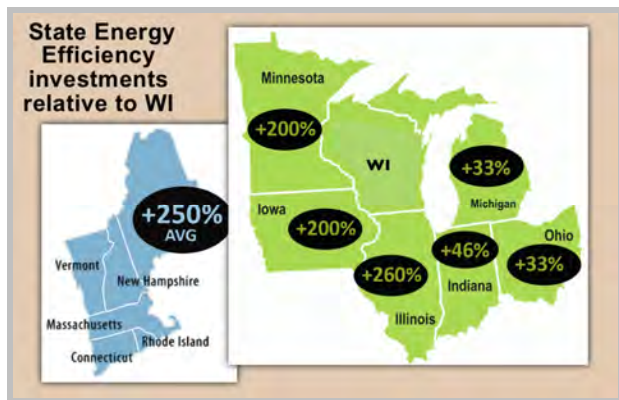 State Energy
Efficiency
investments
relative to WI
+250%
AVG
Vermont
New Hampshire
Massachusetts
Rhode Island
Connecticut
Minnesota
+200%
WI
+33%
Michigan
Iowa
+200%
+260%
Illinois
+46%
Indiana
Ohio
+33%